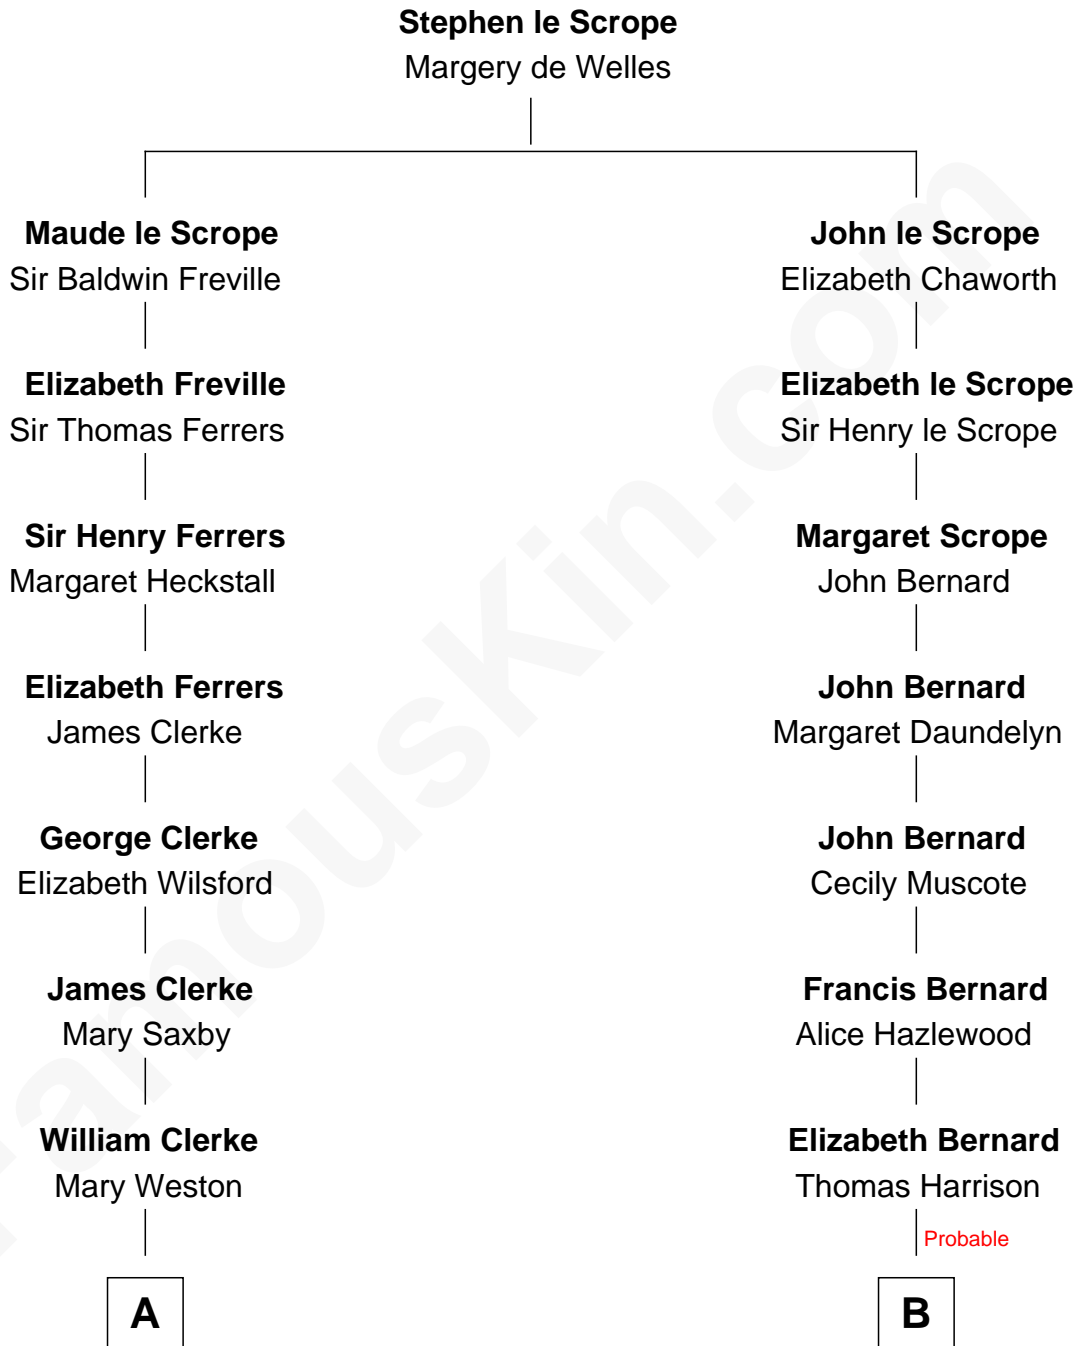 Stephen le Scrope
Margery de Welles
Maude le Scrope
Sir Baldwin Freville
John le Scrope
Elizabeth Chaworth
Elizabeth Freville
Sir Thomas Ferrers
Elizabeth le Scrope
Sir Henry le Scrope
Sir Henry Ferrers
Margaret Heckstall
Margaret Scrope
John Bernard
Elizabeth Ferrers
James Clerke
John Bernard
Margaret Daundelyn
George Clerke
Elizabeth Wilsford
John Bernard
Cecily Muscote
James Clerke
Mary Saxby
Francis Bernard
Alice Hazlewood
William Clerke
Mary Weston
Elizabeth Bernard
Thomas Harrison
Probable
A
B
FamousKin.com